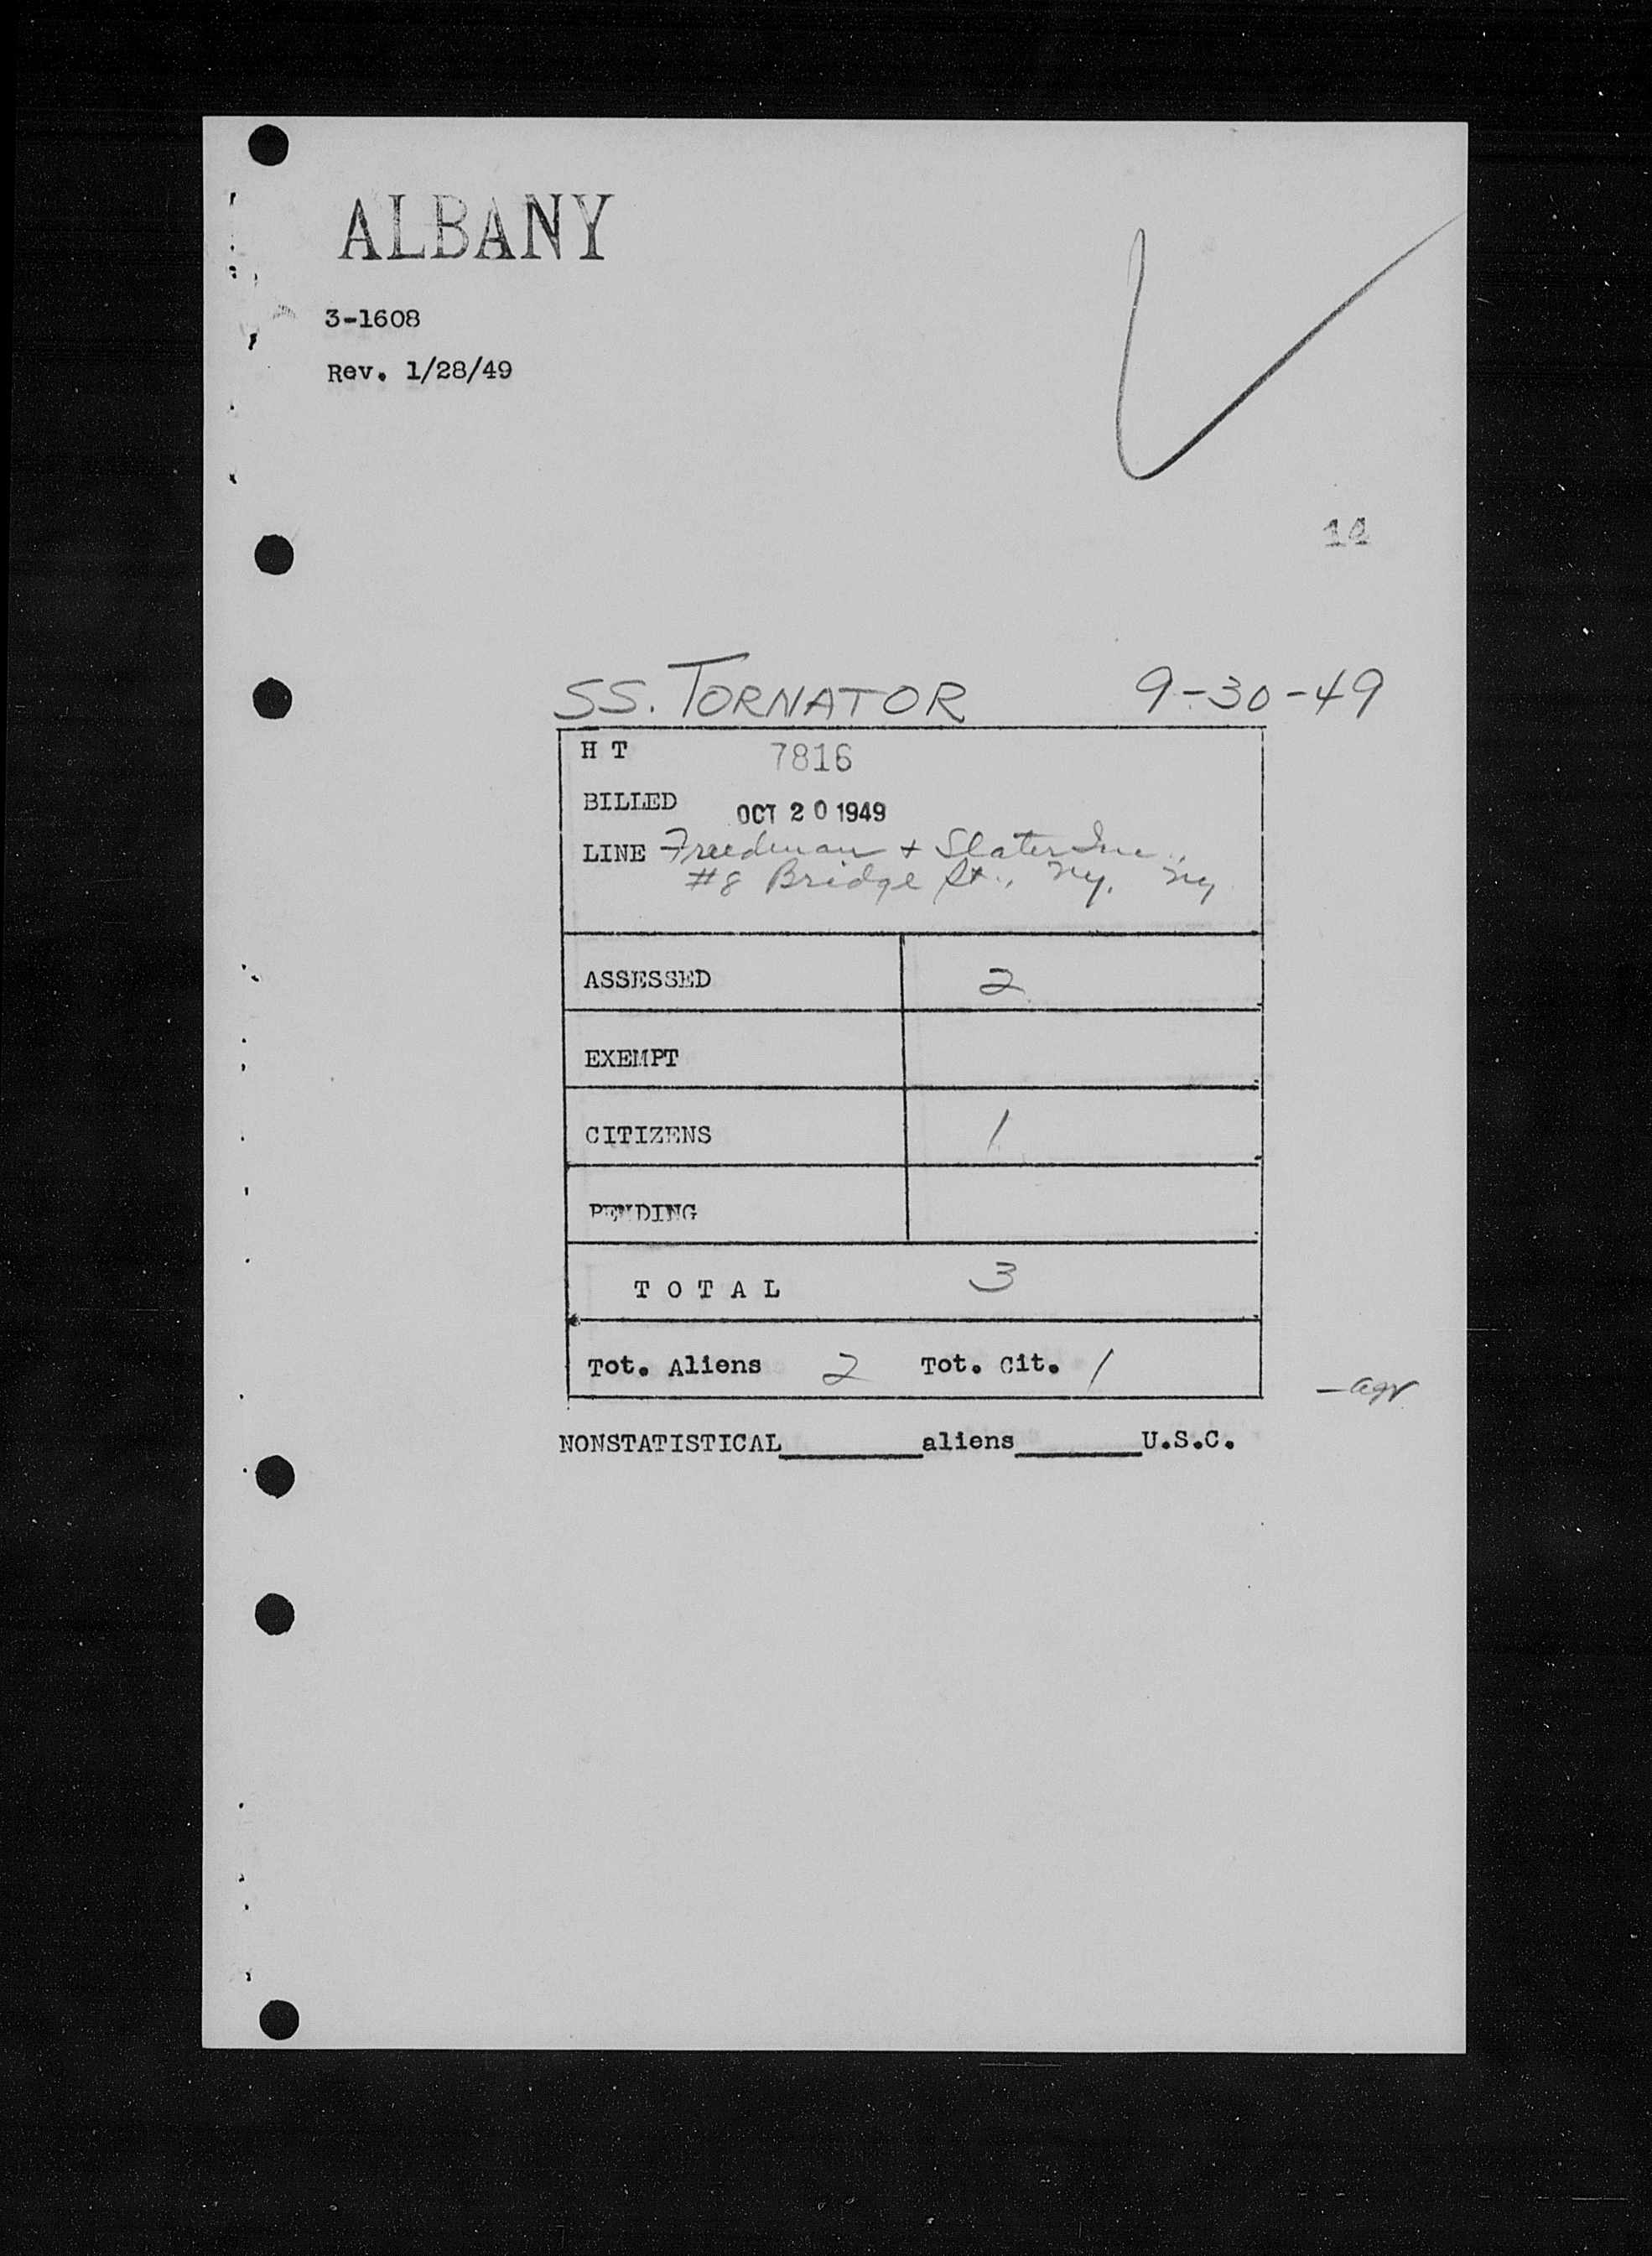 ALBANY
3-1608
Rev. 1/28/49
14
SS. TORNATOR 9-30-49
H T 7816
BILLED OCT 20 1949
LINE Freedman + Slater Inc.,
#8 Bridge St., NY, NY
ASSESSED 2
EXEMPT
CITIZENS 1
PENDING
TOTAL 3
Tot. Aliens 2 Tot. Cit. 1
NONSTATISTICAL________aliens_______U.S.C.